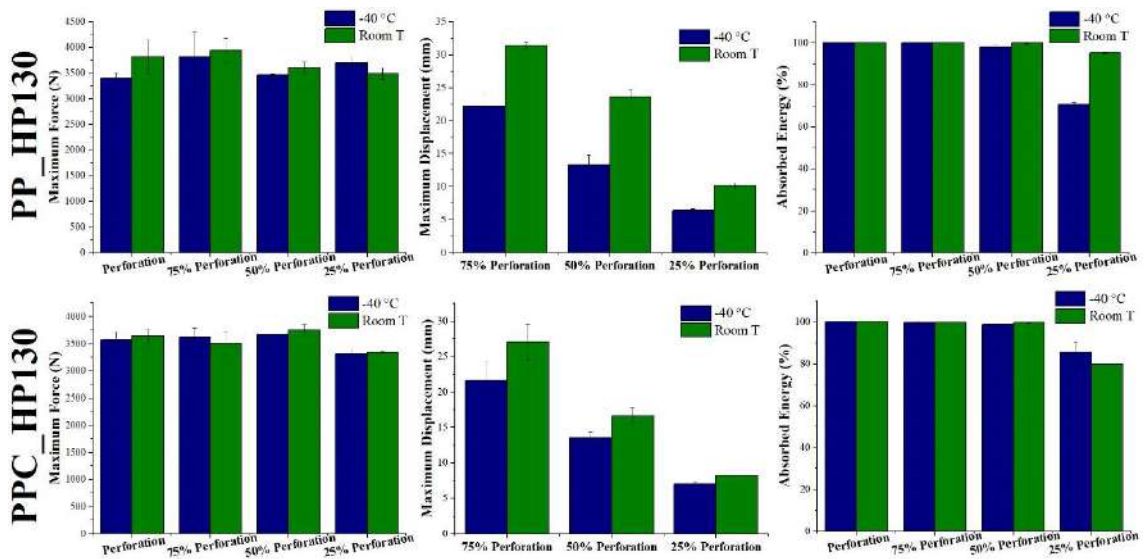 PP_HP130
Maximum Force (N)
4500
4000
3500
3000
2500
2000
1500
1000
500
0
-40 °C
Room T
Perforation
75% Perforation
50% Perforation
25% Perforation
Maximum Displacement (mm)
35
30
25
20
15
10
5
0
-40 °C
Room T
75% Perforation
50% Perforation
25% Perforation
Absorbed Energy (%)
100
80
60
40
20
0
-40 °C
Room T
Perforation
75% Perforation
50% Perforation
25% Perforation
PPC_HP130
Maximum Force (N)
4000
3500
3000
2500
2000
1500
1000
500
0
-40 °C
Room T
Perforation
75% Perforation
50% Perforation
25% Perforation
Maximum Displacement (mm)
30
25
20
15
10
5
0
-40 °C
Room T
75% Perforation
50% Perforation
25% Perforation
Absorbed Energy (%)
100
80
60
40
20
0
-40 °C
Room T
Perforation
75% Perforation
50% Perforation
25% Perforation